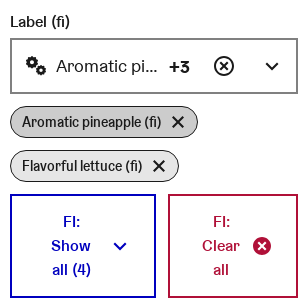 Label (fi)
Aromatic pi... +3
Aromatic pineapple (fi)
Flavorful lettuce (fi)
FI:
Show
all (4)
FI:
Clear
all